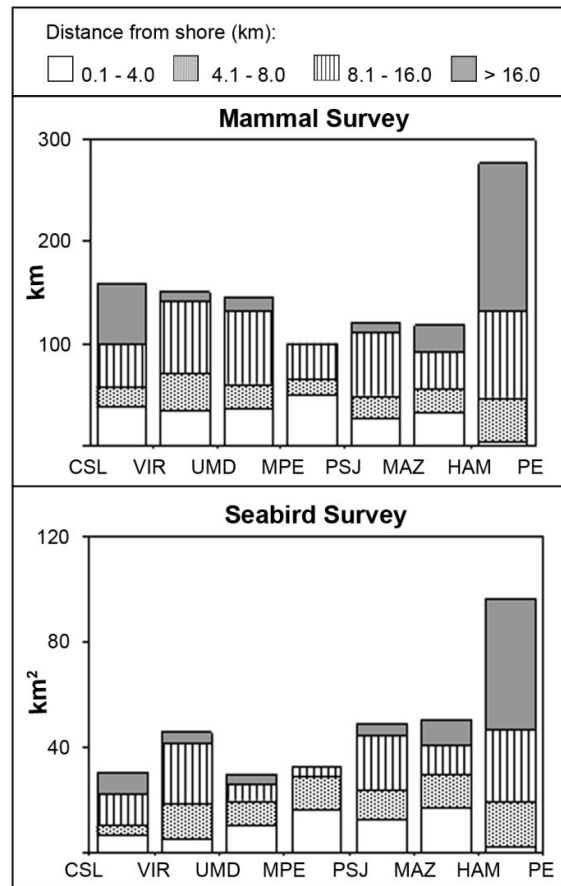 Distance from shore (km):
0.1 - 4.0 4.1 - 8.0 8.1 - 16.0 > 16.0
Mammal Survey
300
200
km
100
CSL VIR UMD MPE PSJ MAZ HAM PE
Seabird Survey
120
80
km²
40
CSL VIR UMD MPE PSJ MAZ HAM PE